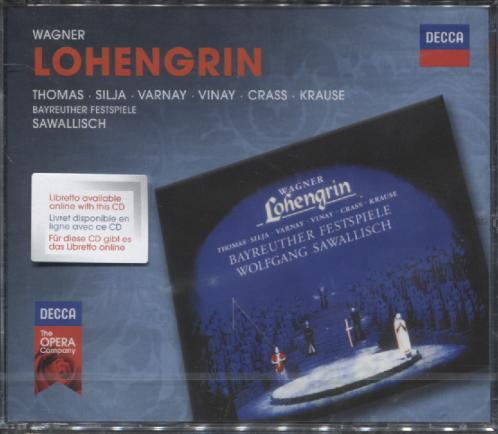 WAGNER
LOHENGRIN
THOMAS · SILJA · VARNAY · VINAY · CRASS · KRAUSE
BAYREUTHER FESTSPIELE
SAWALLISCH
DECCA
Libretto available
online with this CD
Livret disponible en
ligne avec ce CD
Für diese CD gibt es
das Libretto online
WAGNER
Lohengrin
THOMAS · SILJA · VARNAY · VINAY · CRASS · KRAUSE
BAYREUTHER FESTSPIELE
WOLFGANG SAWALLISCH
DECCA
The
OPERA
Company